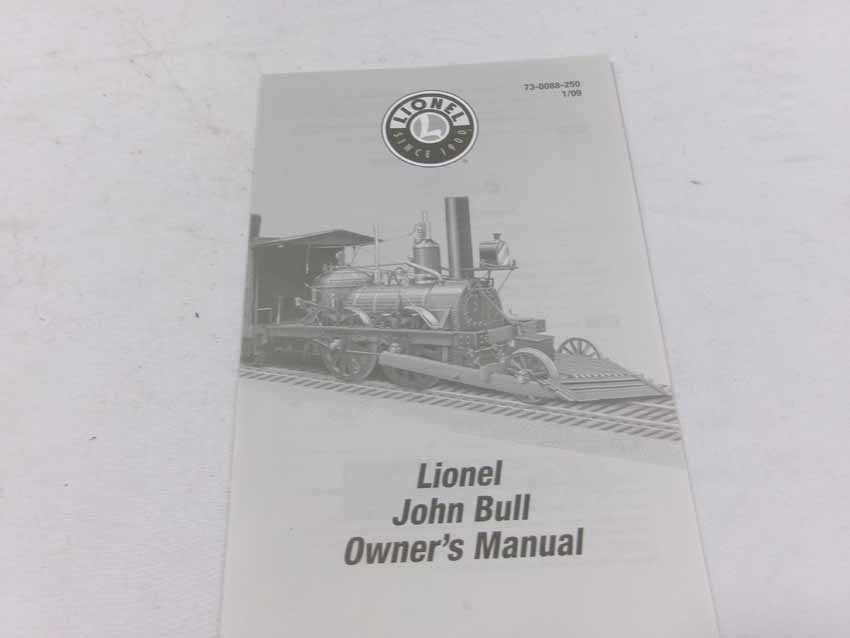 73-0088-250
1/09
LIONEL
L
SINCE 1900
®
Lionel
John Bull
Owner's Manual